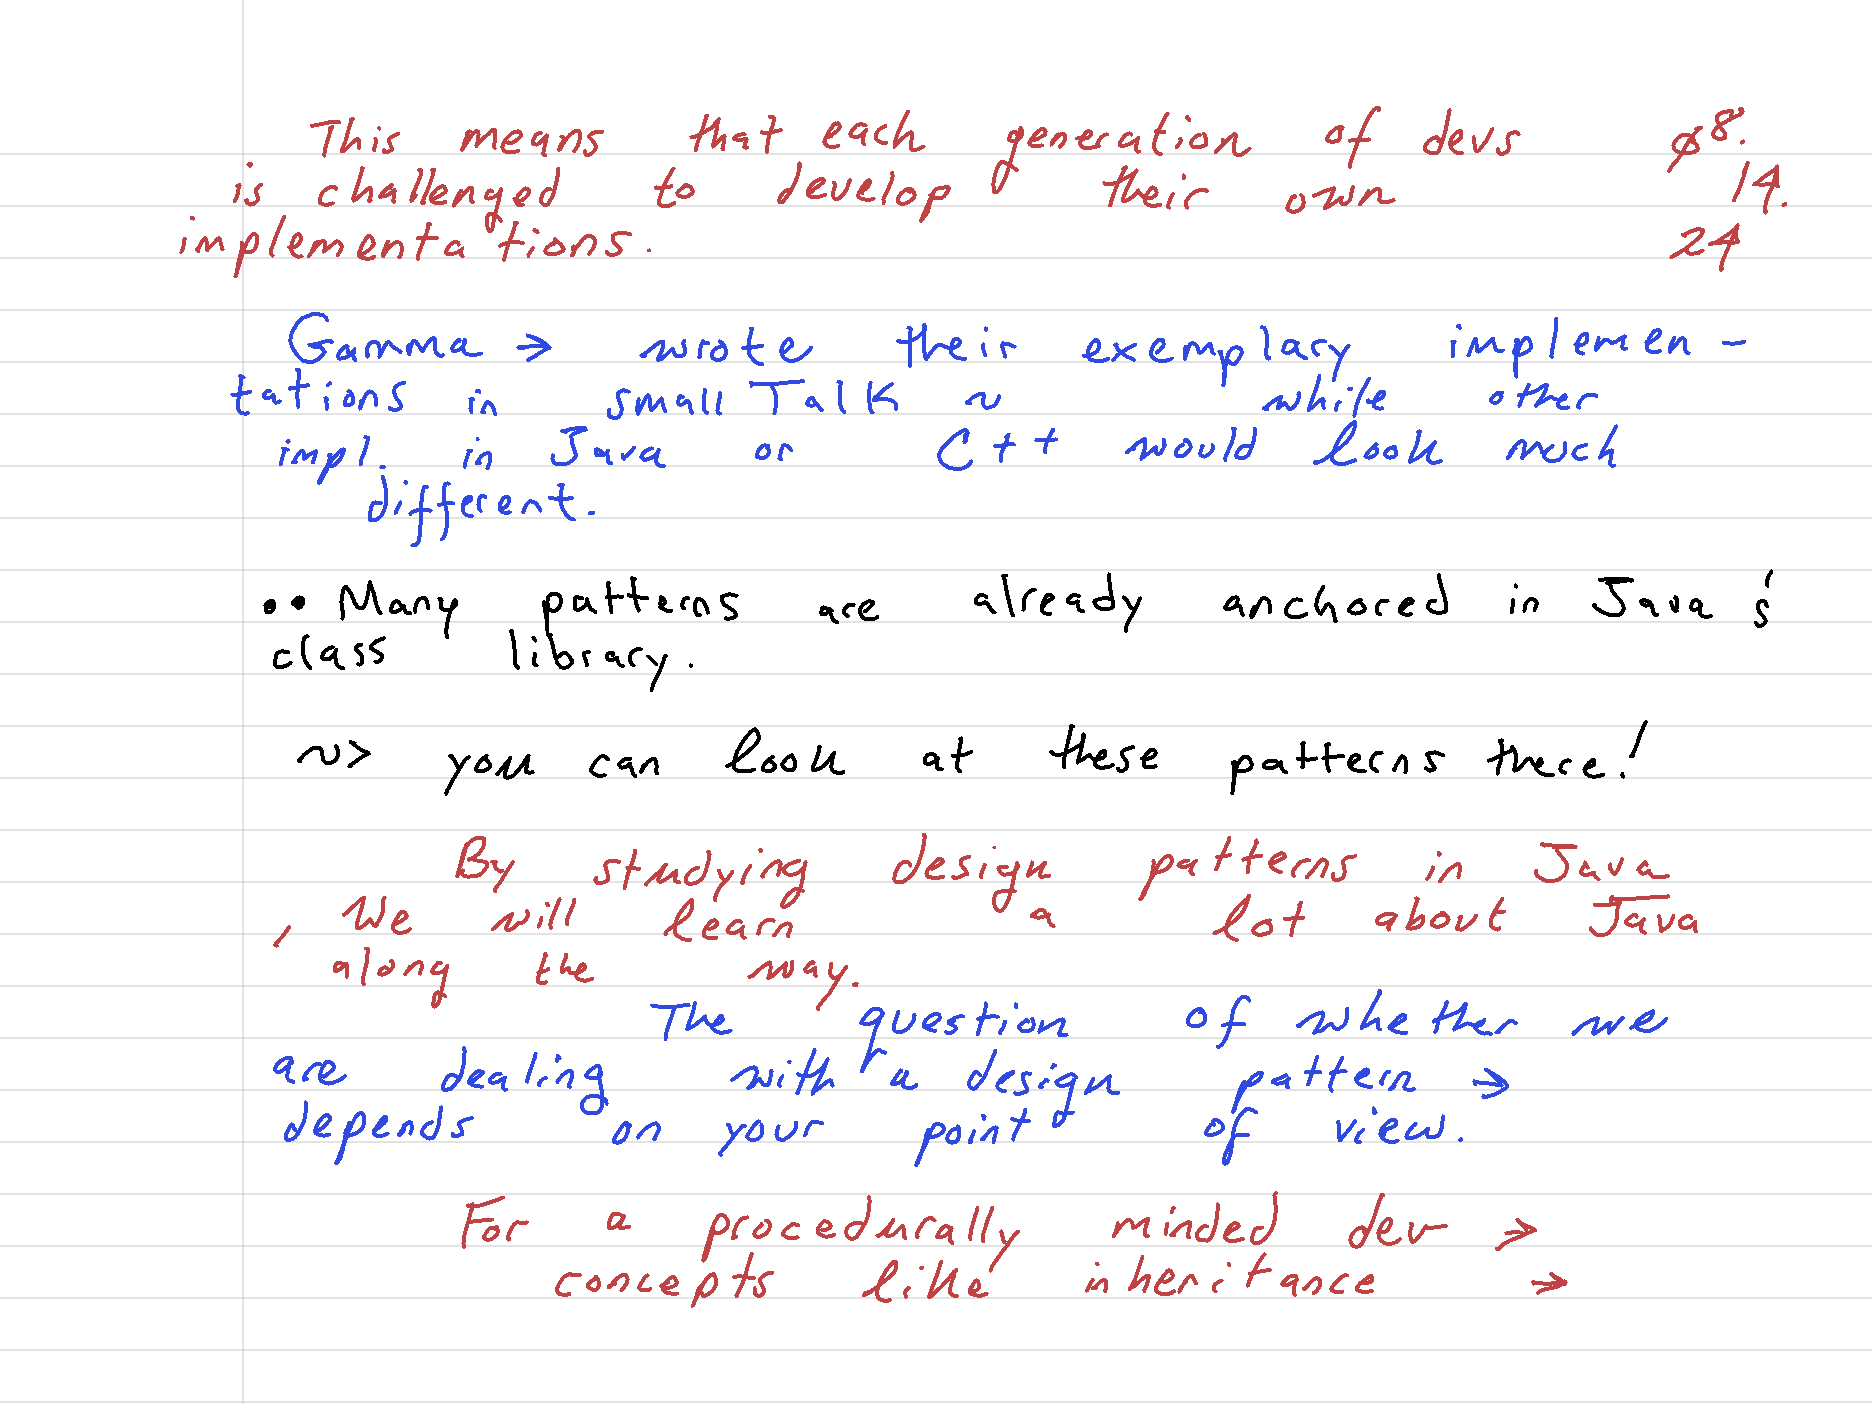 This means that each generation of devs ø8.
is challenged to develop their own 14.
implementations. 24
Gamma → wrote their exemplary implemen-
tations in smallTalk ~ while other
impl. in Java or C++ would look much
different.
•• Many patterns are already anchored in Java's
class library.
~> you can look at these patterns there!
By studying design patterns in Java
, We will learn a lot about Java
along the way.
The question of whether we
are dealing with a design pattern →
depends on your point of view.
For a procedurally minded dev →
concepts like inheritance →